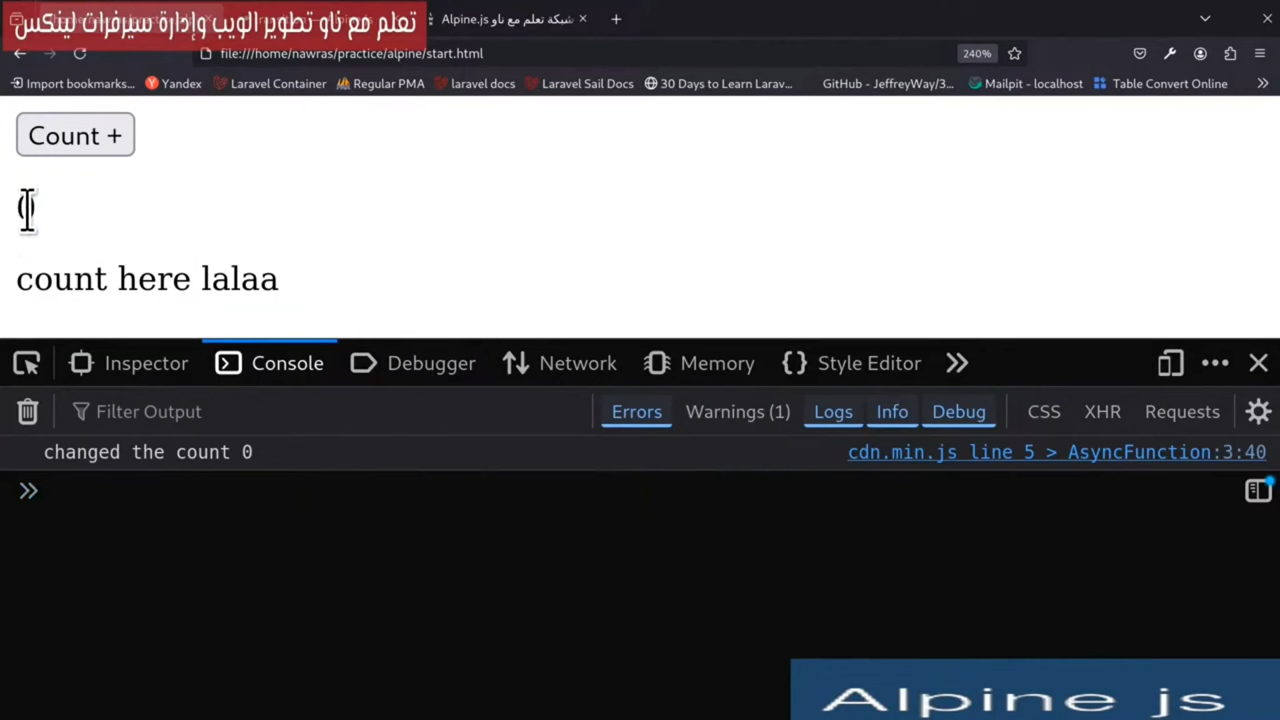 تعلم مع ناو تطوير الويب وإدارة سيرفرات لينكس
Alpine.js شبكة تعلم مع ناو
file:///home/nawras/practice/alpine/start.html
240%
Import bookmarks...
Yandex
Laravel Container
Regular PMA
laravel docs
Laravel Sail Docs
30 Days to Learn Larav...
GitHub - JeffreyWay/3...
Mailpit - localhost
Table Convert Online
Count +
0
count here lalaa
Inspector
Console
Debugger
Network
Memory
Style Editor
Filter Output
Errors
Warnings (1)
Logs
Info
Debug
CSS
XHR
Requests
changed the count 0
cdn.min.js line 5 > AsyncFunction:3:40
Alpine js